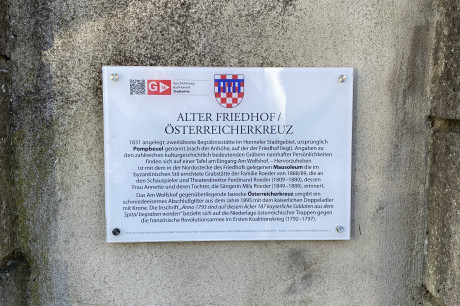 ALTER FRIEDHOF /
ÖSTERREICHERKREUZ
1831 angelegt; zweitälteste Begräbnisstätte im Honnefer Stadtgebiet, ursprünglich
Pompbeuel genannt (nach der Anhöhe, auf der der Friedhof liegt). Angaben zu
den zahlreichen kulturgeschichtlich bedeutenden Gräbern namhafter Persönlichkeiten
finden sich auf einer Tafel am Eingang Am Wolfshof. – Hervorzuheben
ist mit dem in der Nordostecke des Friedhofs gelegenen Mausoleum die im
byzantinischen Stil errichtete Grabstätte der Familie Roeder von 1888/89, die an
den Schauspieler und Theaterdirektor Ferdinand Roeder (1809–1880), dessen
Frau Annette und deren Tochter, die Sängerin Mila Roeder (1849–1888), erinnert.
Das Am Wolfshof gegenüberliegende barocke Österreicherkreuz umgibt ein
schmiedeeisernes Abschlußgitter aus dem Jahre 1895 mit dem kaiserlichen Doppeladler
mit Krone. Die Inschrift „Anno 1793 sind auf diesem Acker 187 kayserliche Soldaten aus dem
Spital begraben worden" bezieht sich auf die Niederlage österreichischer Truppen gegen
die französische Revolutionsarmee im Ersten Koalitionskrieg (1792–1797).